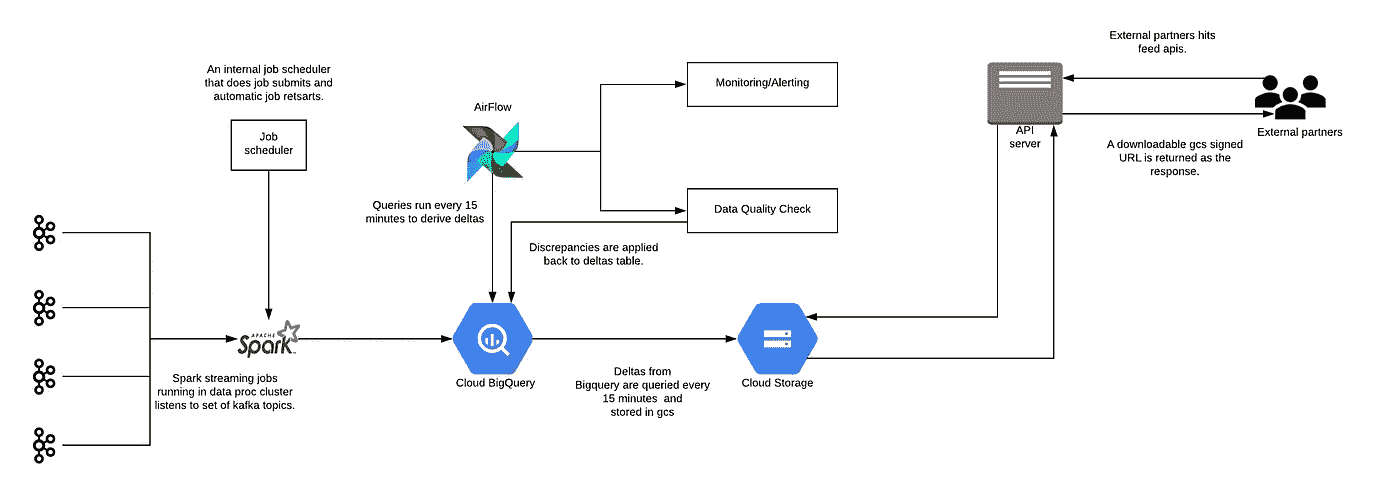 External partners hits
feed apis.
An internal job scheduler
that does job submits and
automatic job retsarts.
Monitoring/Alerting
AirFlow
Job
scheduler
API
server
External partners
A downloadable gcs signed
URL is returned as the
response.
Queries run every 15
minutes to derive deltas
Data Quality Check
Discrepancies are applied
back to deltas table.
APACHE
Spark
Spark streaming jobs
running in data proc cluster
listens to set of kafka topics.
Cloud BigQuery
Deltas from
Bigquery are queried every
15 minutes and
stored in gcs
Cloud Storage